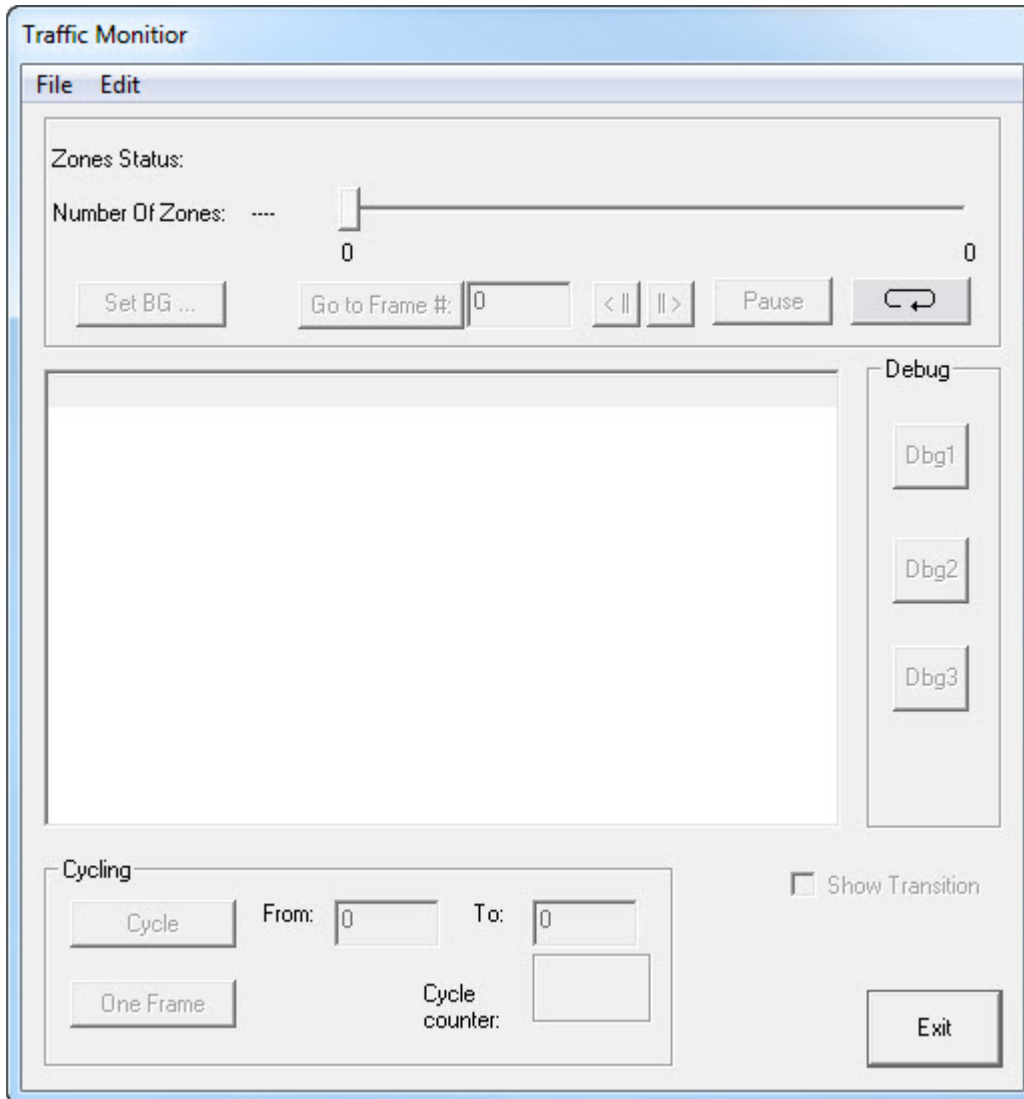 Traffic Monitior
File Edit
Zones Status:
Number Of Zones: ----
0 0
Set BG ... Go to Frame #: 0 < || || > Pause
Debug
Dbg1
Dbg2
Dbg3
Cycling
Show Transition
Cycle From: 0 To: 0
One Frame Cycle
counter:
Exit